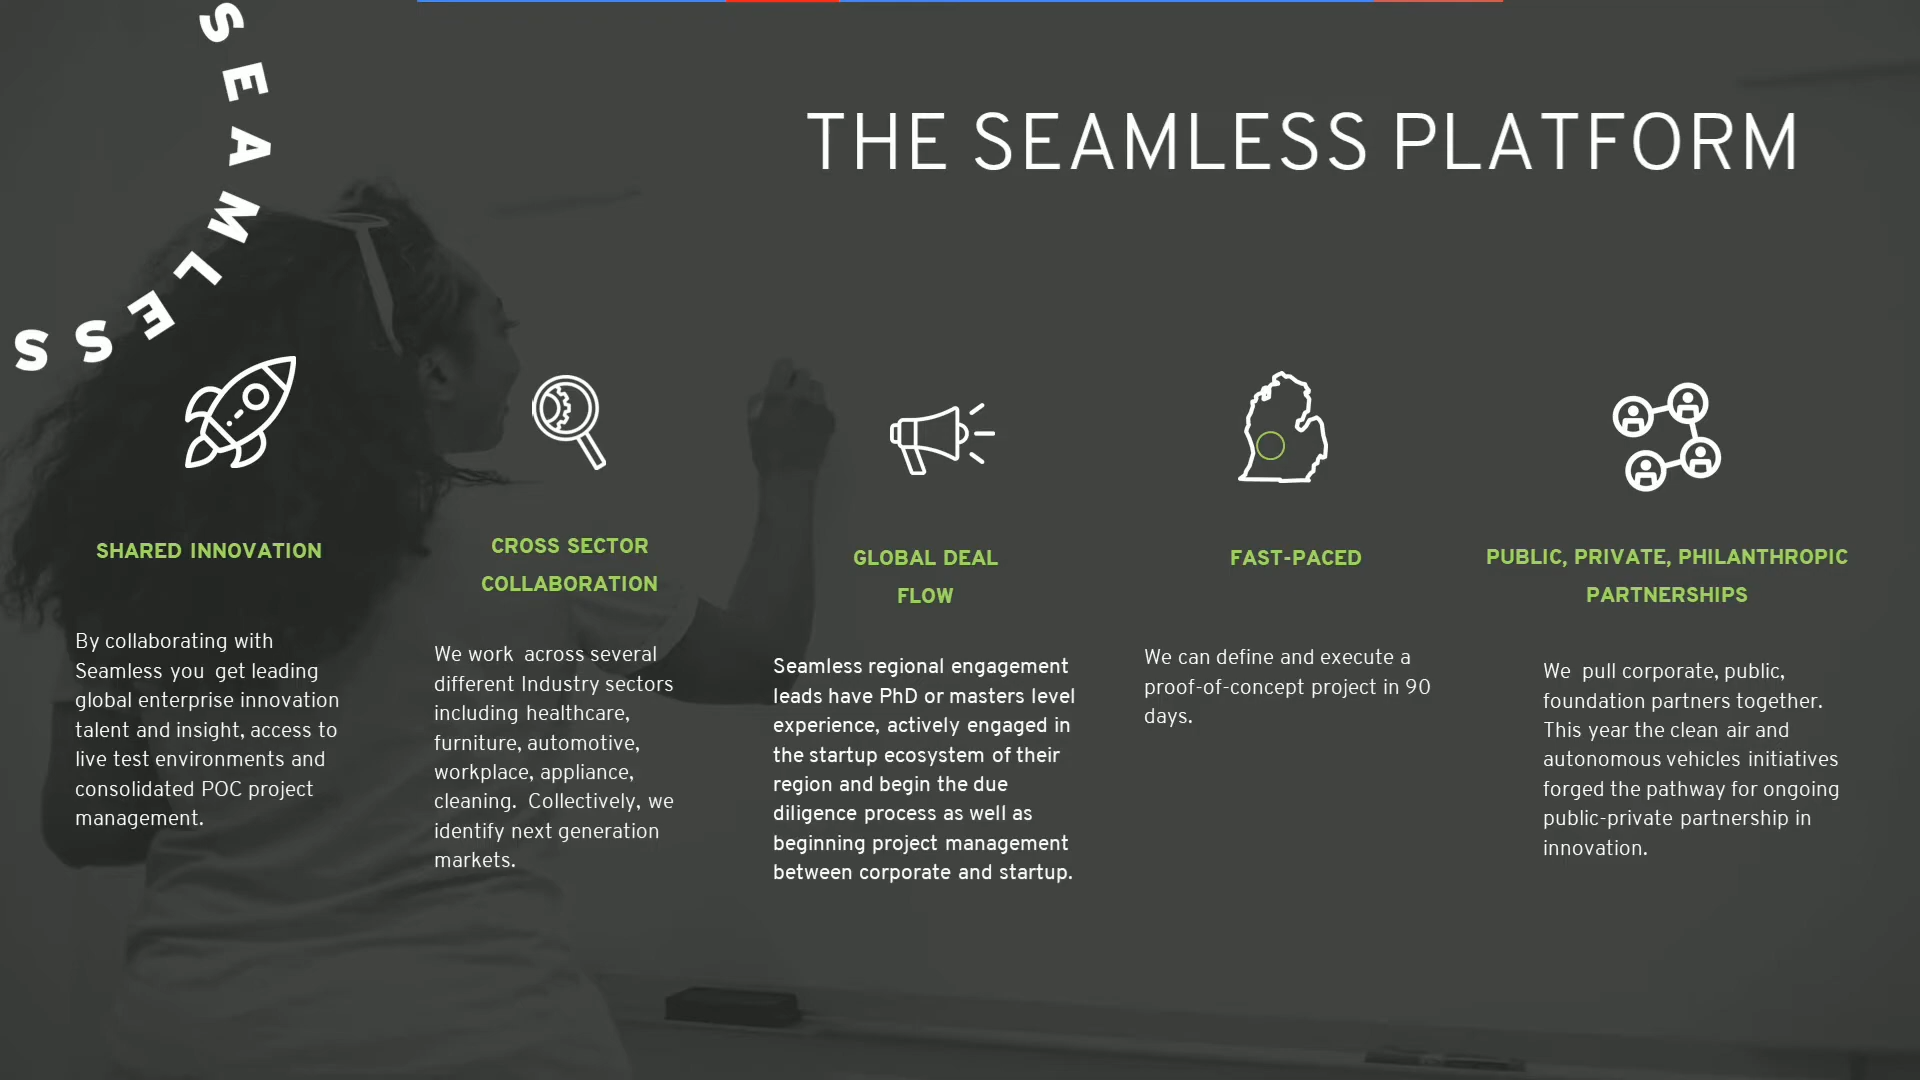 SEAMLESS
THE SEAMLESS PLATFORM
SHARED INNOVATION
By collaborating with
Seamless you get leading
global enterprise innovation
talent and insight, access to
live test environments and
consolidated POC project
management.
CROSS SECTOR
COLLABORATION
We work across several
different Industry sectors
including healthcare,
furniture, automotive,
workplace, appliance,
cleaning. Collectively, we
identify next generation
markets.
GLOBAL DEAL
FLOW
Seamless regional engagement
leads have PhD or masters level
experience, actively engaged in
the startup ecosystem of their
region and begin the due
diligence process as well as
beginning project management
between corporate and startup.
FAST-PACED
We can define and execute a
proof-of-concept project in 90
days.
PUBLIC, PRIVATE, PHILANTHROPIC
PARTNERSHIPS
We pull corporate, public,
foundation partners together.
This year the clean air and
autonomous vehicles initiatives
forged the pathway for ongoing
public-private partnership in
innovation.